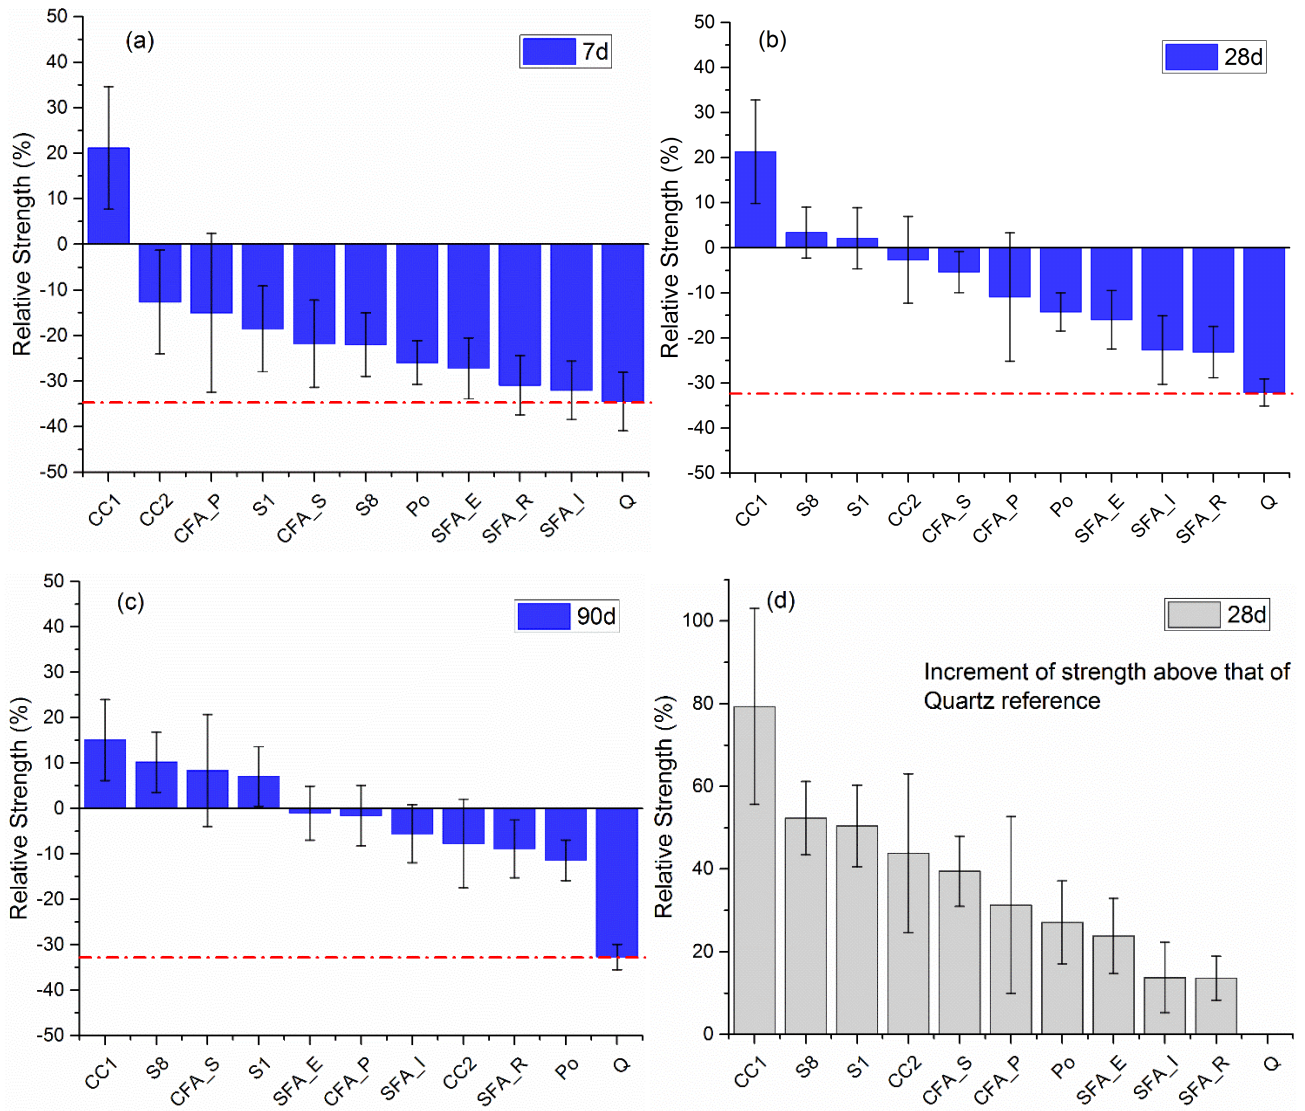 (a)
7d
Relative Strength (%)
50
40
30
20
10
0
-10
-20
-30
-40
-50
CC1
CC2
CFA_P
S1
CFA_S
S8
Po
SFA_E
SFA_R
SFA_I
Q
(b)
28d
Relative Strength (%)
50
40
30
20
10
0
-10
-20
-30
-40
-50
CC1
S8
S1
CC2
CFA_S
CFA_P
Po
SFA_E
SFA_I
SFA_R
Q
(c)
90d
Relative Strength (%)
50
40
30
20
10
0
-10
-20
-30
-40
-50
CC1
S8
CFA_S
S1
SFA_E
CFA_P
SFA_I
CC2
SFA_R
Po
Q
(d)
28d
Increment of strength above that of
Quartz reference
Relative Strength (%)
100
80
60
40
20
0
CC1
S8
S1
CC2
CFA_S
CFA_P
Po
SFA_E
SFA_I
SFA_R
Q